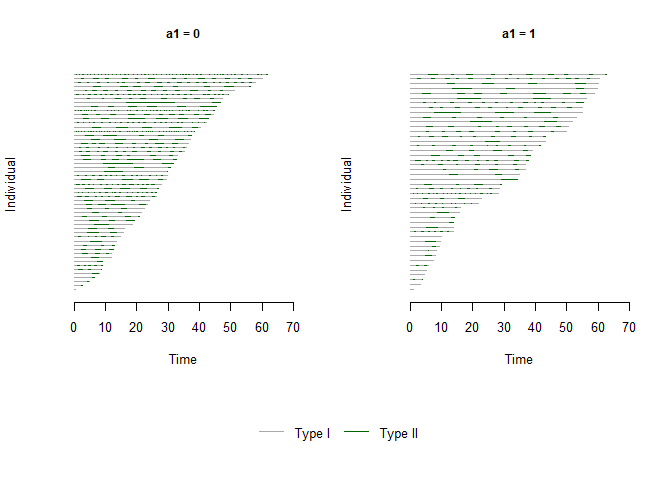 a1 = 0
Individual
0 10 20 30 40 50 60 70
Time
a1 = 1
Individual
0 10 20 30 40 50 60 70
Time
Type I Type II